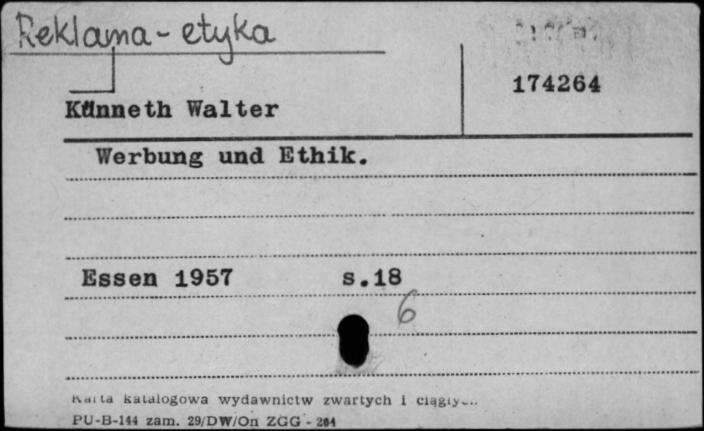 Reklama - etyka
174264
Künneth Walter
Werbung und Ethik.
Essen 1957 s.18
6
Karta katalogowa wydawnictw zwartych i ciągłych
PU-B-144 zam. 29/DW/On ZGG - 264